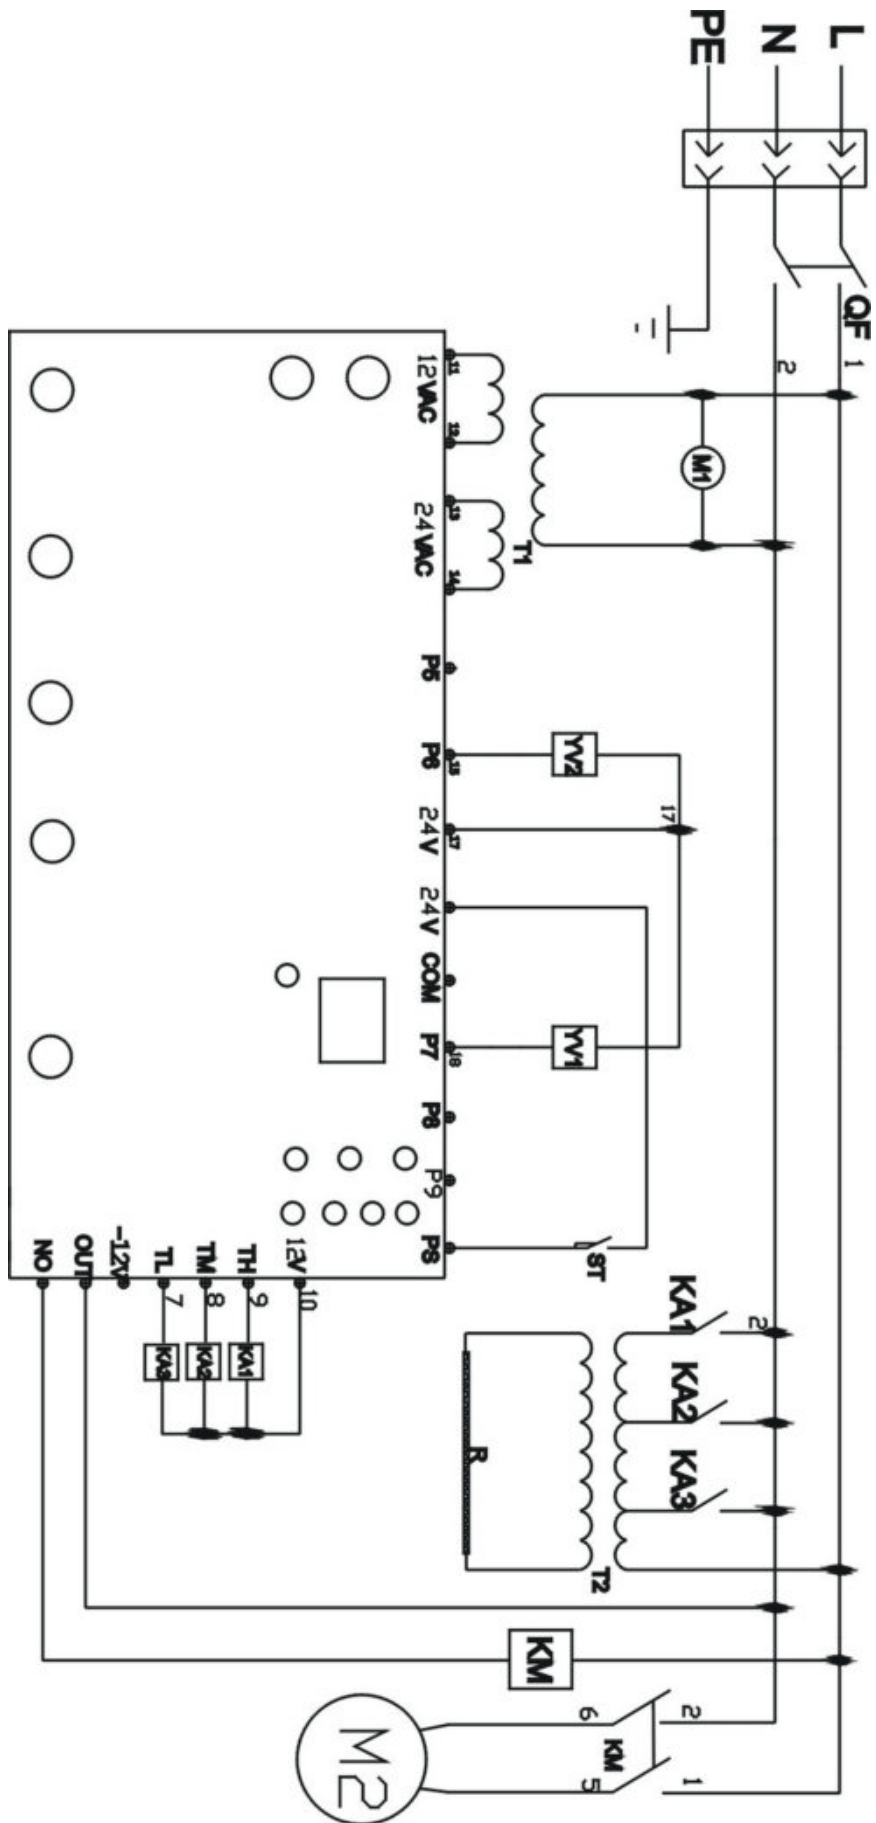 L
N
PE
QF
1
2
11
12VAC
12
M1
13
24VAC
14
T1
P5
P6
15
YV2
17
24V
17
24V
COM
P7
18
YV1
P8
P9
PS
ST
NO
OUT
-12V
TL
TM
TH
12V
7
8
9
10
KA3
KA2
KA1
KA1
2
KA2
KA3
R
T2
KM
M2
6
2
KM
5
1